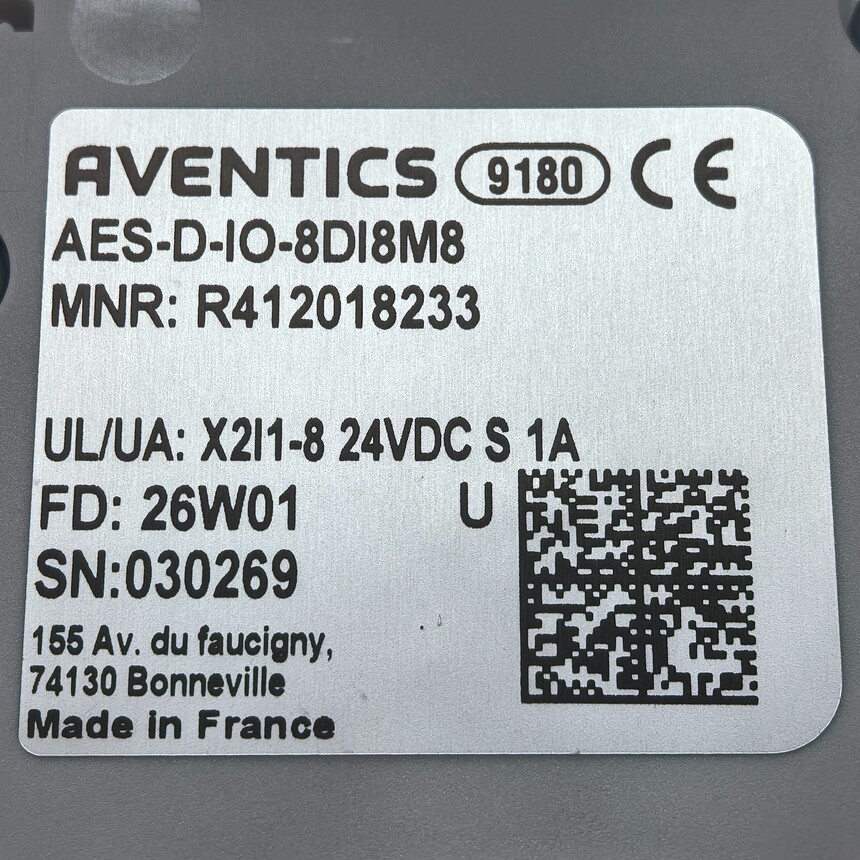 AVENTICS 9180 CE
AES-D-IO-8DI8M8
MNR: R412018233
UL/UA: X2I1-8 24VDC S 1A
FD: 26W01 U
SN:030269
155 Av. du faucigny,
74130 Bonneville
Made in France